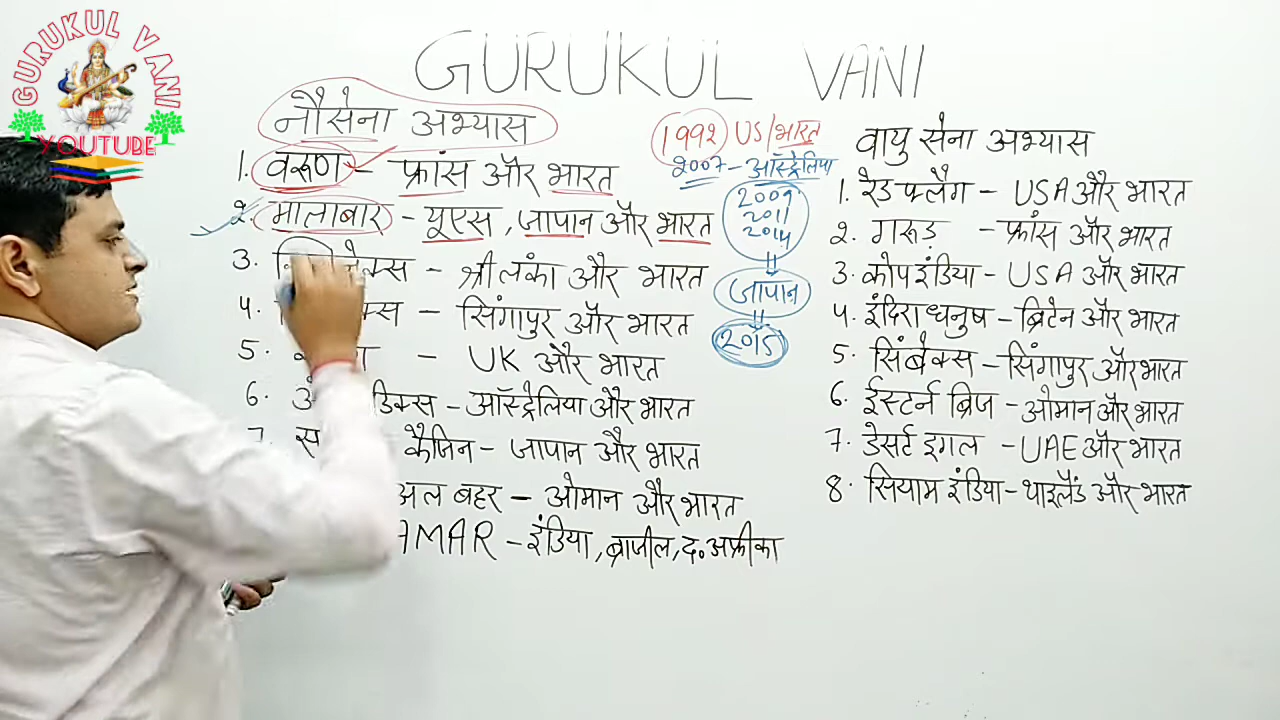 GURUKUL VANI
YOUTUBE
GURUKUL VANI
नौसेना अभ्यास
1. वरूण - फ्रांस और भारत
2. मालाबार - यूएस, जापान और भारत
3. - श्रीलंका और भारत
4. - सिंगापुर और भारत
5. - UK और भारत
6. - ऑस्ट्रेलिया और भारत
7. कैजिन - जापान और भारत
अल बहर - ओमान और भारत
- इंडिया, ब्राजील, द० अफ्रीका
1992 US/भारत
2007 - ऑस्ट्रेलिया
2009
2011
2014
जापान
2015
वायु सेना अभ्यास
1. रैड फ्लैग - USA और भारत
2. गरूड़ - फ्रांस और भारत
3. कोप इंडिया - USA और भारत
4. इंदिरा धनुष - ब्रिटेन और भारत
5. सिंबैक्स - सिंगापुर और भारत
6. ईस्टर्न ब्रिज - ओमान और भारत
7. डेसर्ट इगल - UAE और भारत
8. सियाम इंडिया - थाइलैंड और भारत